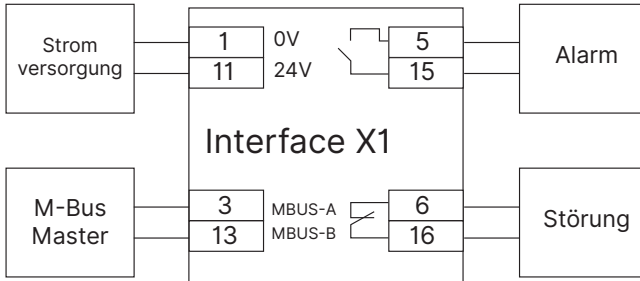 Strom
versorgung
1 0V
11 24V
5
15
Alarm
Interface X1
M-Bus
Master
3 MBUS-A
13 MBUS-B
6
16
Störung